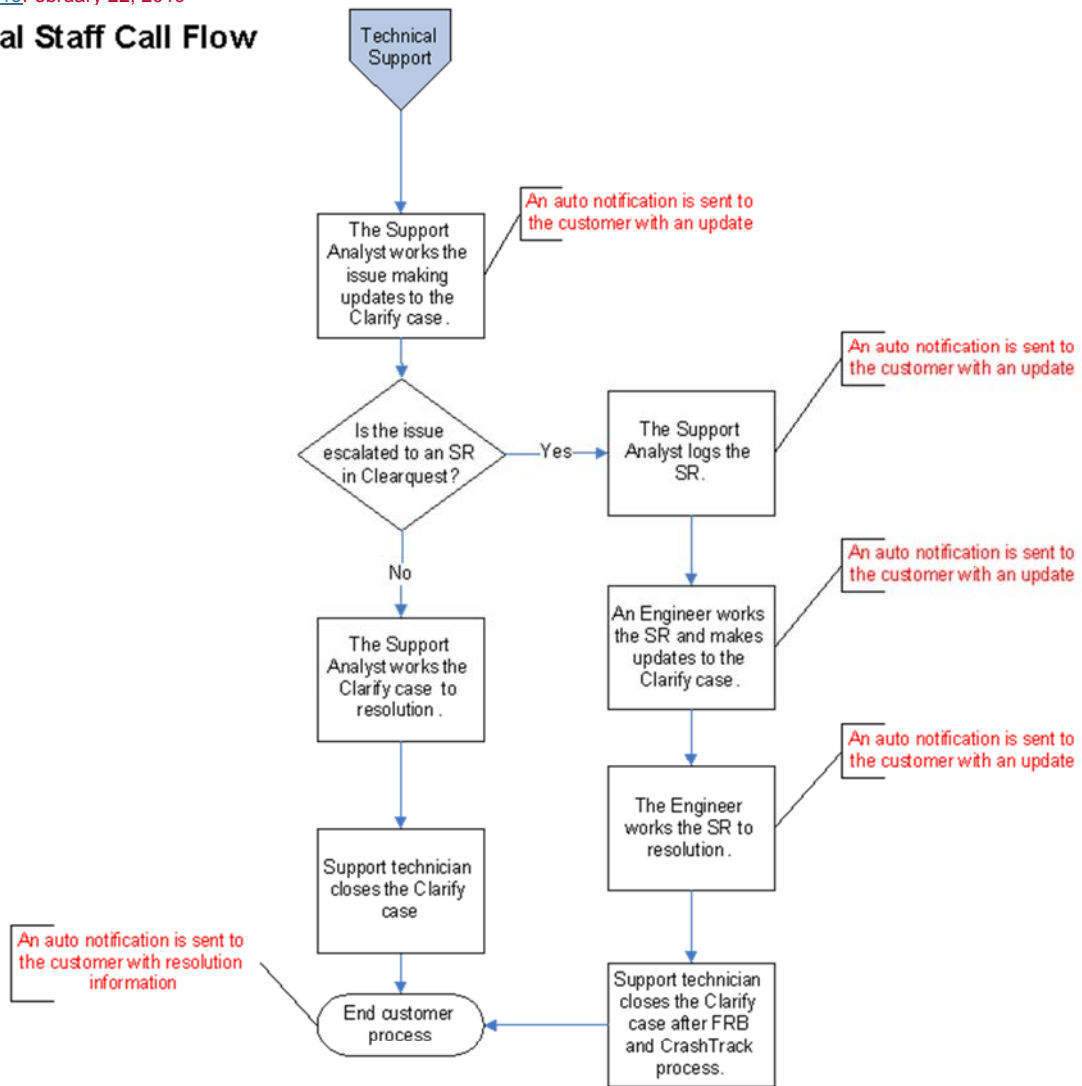 February 22, 2010
al Staff Call Flow
Technical
Support
An auto notification is sent to
the customer with an update
The Support
Analyst works the
issue making
updates to the
Clarify case .
An auto notification is sent to
the customer with an update
Is the issue
escalated to an SR
in Clearquest?
Yes
The Support
Analyst logs the
SR.
An auto notification is sent to
the customer with an update
No
An Engineer works
the SR and makes
updates to the
Clarify case .
The Support
Analyst works the
Clarify case to
resolution .
An auto notification is sent to
the customer with an update
The Engineer
works the SR to
resolution .
Support technician
closes the Clarify
case
An auto notification is sent to
the customer with resolution
information
Support technician
closes the Clarify
case after FRB
and CrashTrack
process.
End customer
process